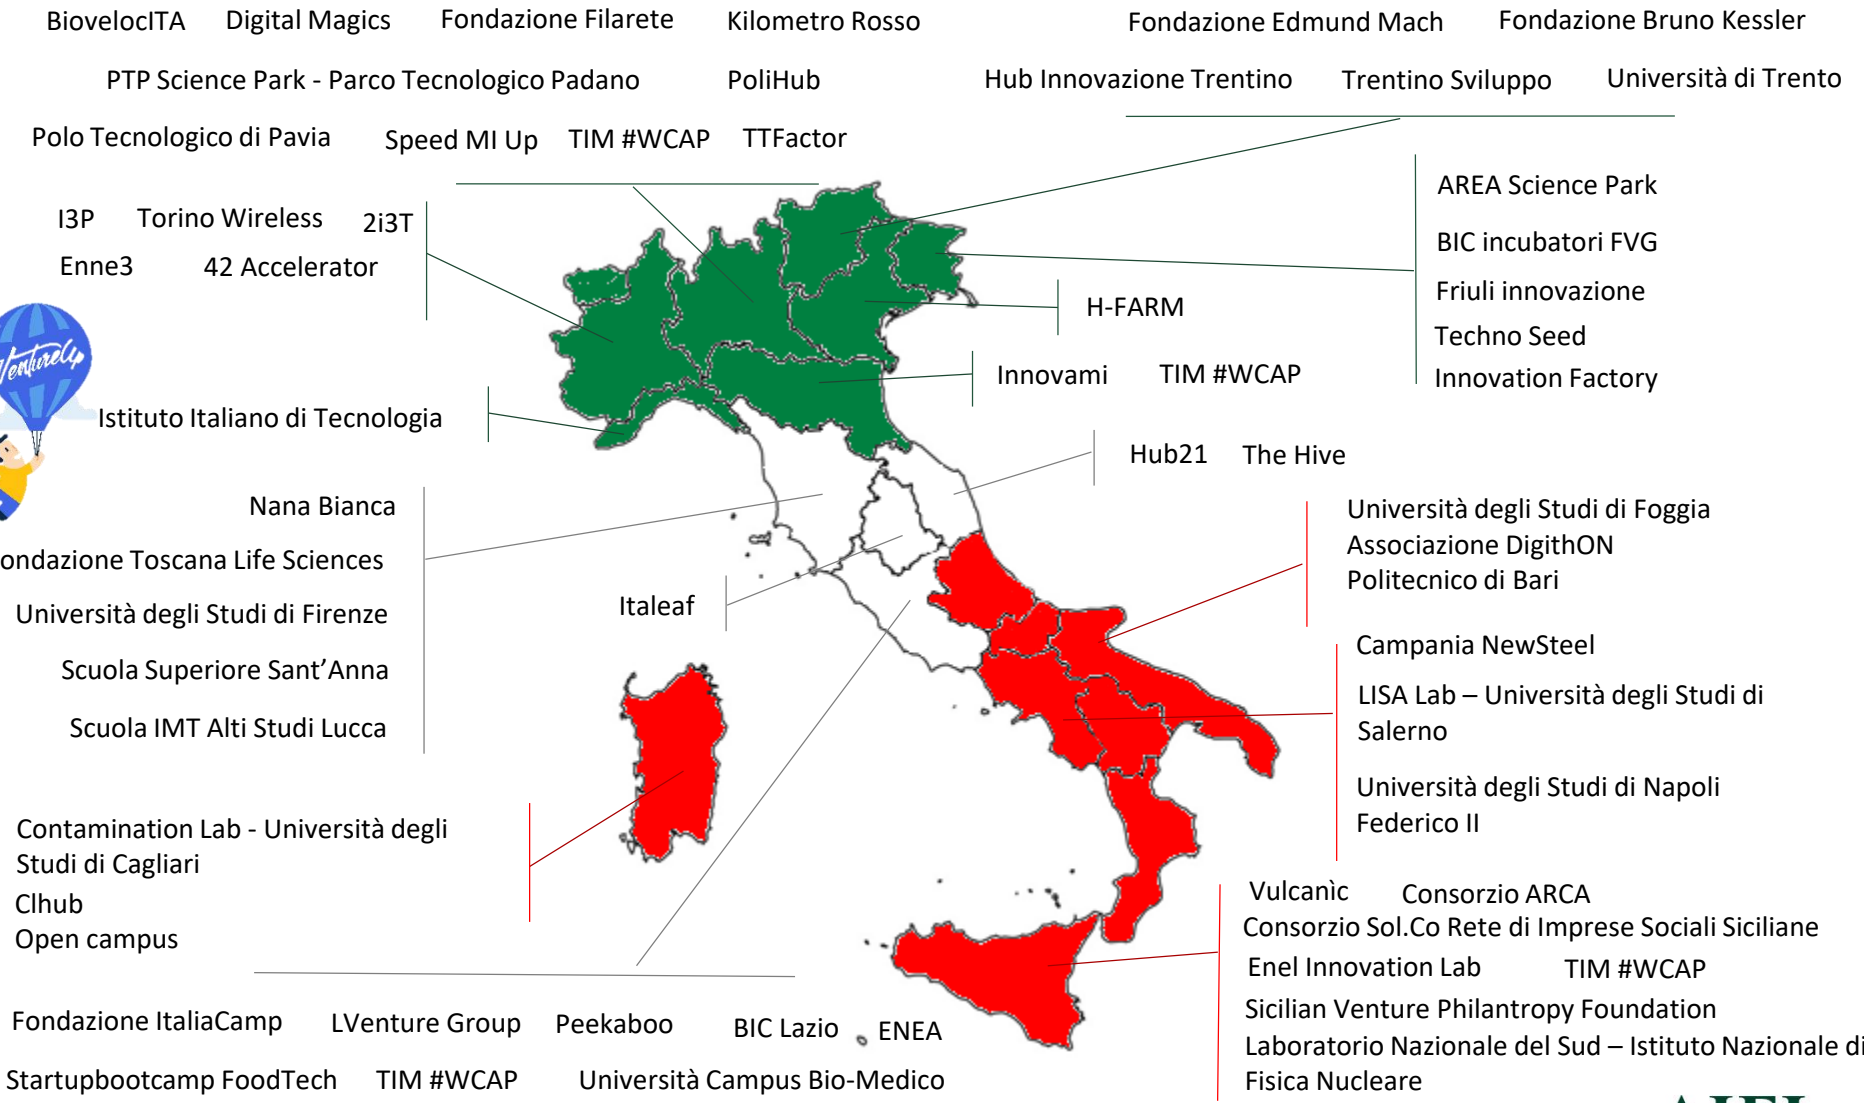 BiovelocITA Digital Magics Fondazione Filarete Kilometro Rosso
Fondazione Edmund Mach Fondazione Bruno Kessler
PTP Science Park - Parco Tecnologico Padano PoliHub
Hub Innovazione Trentino Trentino Sviluppo Università di Trento
Polo Tecnologico di Pavia Speed MI Up TIM #WCAP TTFactor
I3P Torino Wireless 2i3T
Enne3 42 Accelerator
AREA Science Park
BIC incubatori FVG
Friuli innovazione
Techno Seed
Innovation Factory
H-FARM
Innovami TIM #WCAP
VentureUp
Istituto Italiano di Tecnologia
Hub21 The Hive
Nana Bianca
ondazione Toscana Life Sciences
Università degli Studi di Firenze
Scuola Superiore Sant’Anna
Scuola IMT Alti Studi Lucca
Italeaf
Università degli Studi di Foggia
Associazione DigithON
Politecnico di Bari
Campania NewSteel
LISA Lab – Università degli Studi di
Salerno
Università degli Studi di Napoli
Federico II
Contamination Lab - Università degli
Studi di Cagliari
Clhub
Open campus
Vulcanìc Consorzio ARCA
Consorzio Sol.Co Rete di Imprese Sociali Siciliane
Enel Innovation Lab TIM #WCAP
Sicilian Venture Philantropy Foundation
Laboratorio Nazionale del Sud – Istituto Nazionale di
Fisica Nucleare
Fondazione ItaliaCamp LVenture Group Peekaboo BIC Lazio ENEA
Startupbootcamp FoodTech TIM #WCAP Università Campus Bio-Medico
AIFI